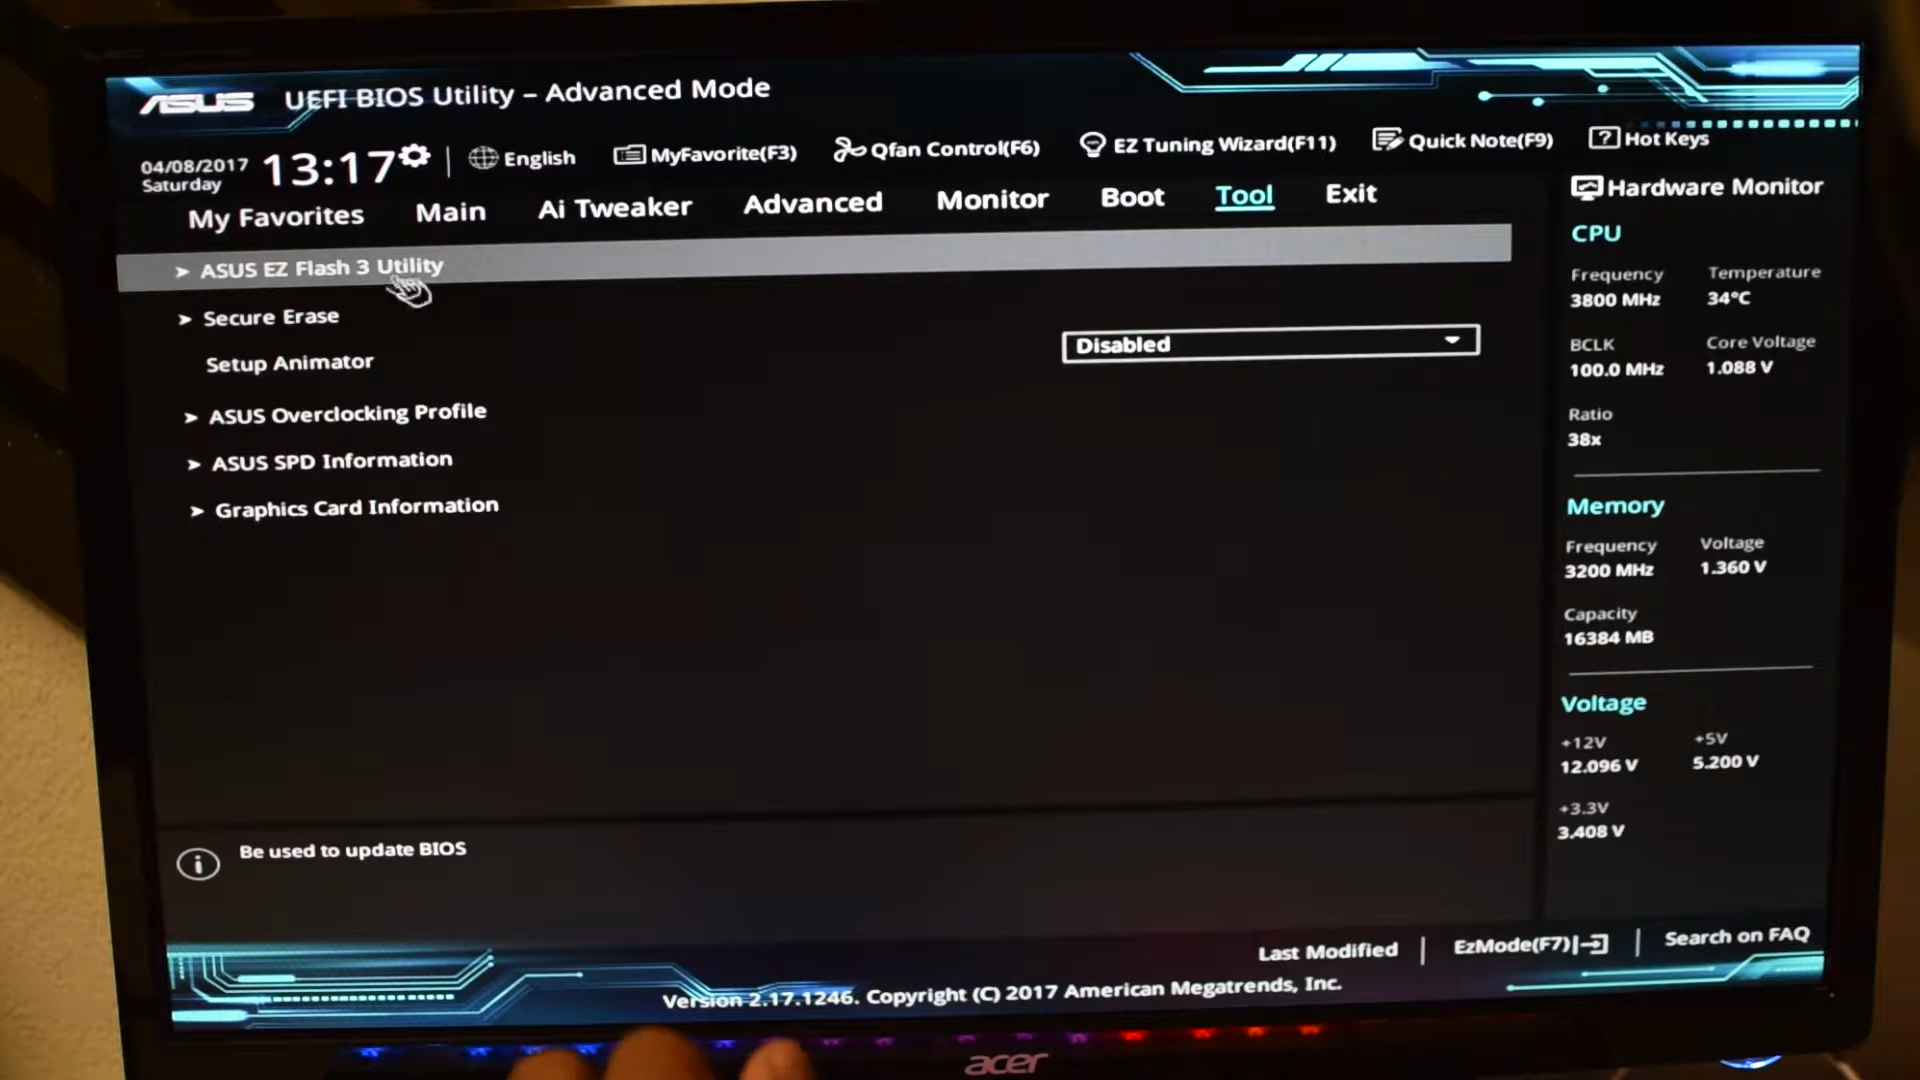 ASUS UEFI BIOS Utility – Advanced Mode
04/08/2017
Saturday
13:17
English
MyFavorite(F3)
Qfan Control(F6)
EZ Tuning Wizard(F11)
Quick Note(F9)
? Hot Keys
My Favorites
Main
Ai Tweaker
Advanced
Monitor
Boot
Tool
Exit
ASUS EZ Flash 3 Utility
Secure Erase
Setup Animator
Disabled
ASUS Overclocking Profile
ASUS SPD Information
Graphics Card Information
Hardware Monitor
CPU
Frequency Temperature
3800 MHz 34°C
BCLK Core Voltage
100.0 MHz 1.088 V
Ratio
38x
Memory
Frequency Voltage
3200 MHz 1.360 V
Capacity
16384 MB
Voltage
+12V +5V
12.096 V 5.200 V
+3.3V
3.408 V
i Be used to update BIOS
Last Modified
EzMode(F7)
Search on FAQ
Version 2.17.1246. Copyright (C) 2017 American Megatrends, Inc.
acer